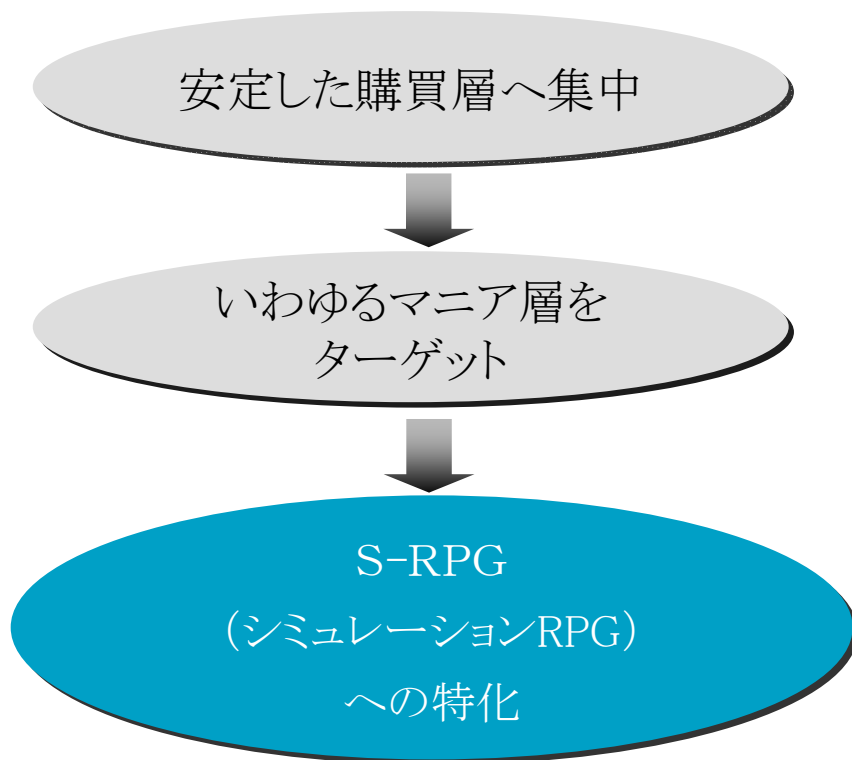 安定した購買層へ集中
いわゆるマニア層を
ターゲット
S-RPG
（シミュレーションRPG）
への特化